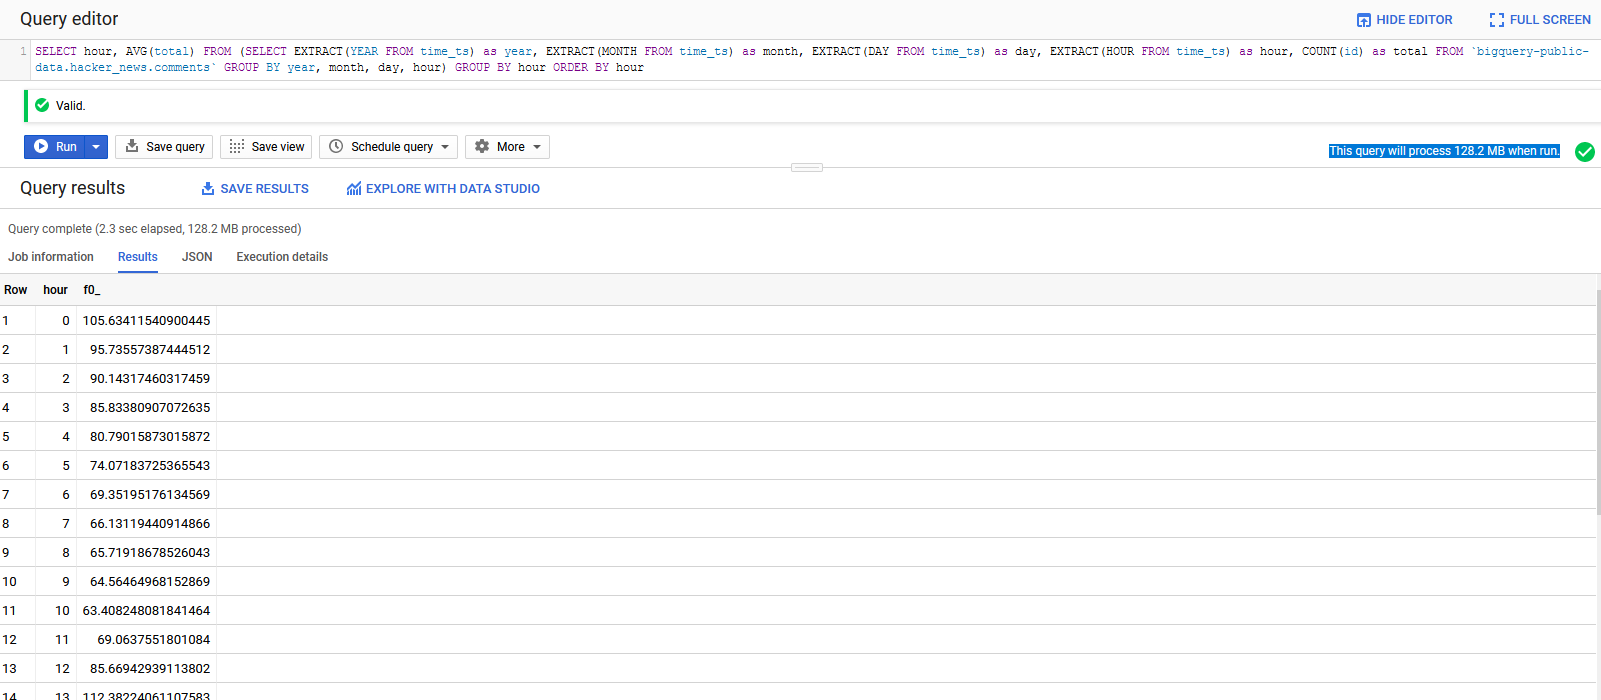 Query editor
HIDE EDITOR
FULL SCREEN
1 SELECT hour, AVG(total) FROM (SELECT EXTRACT(YEAR FROM time_ts) as year, EXTRACT(MONTH FROM time_ts) as month, EXTRACT(DAY FROM time_ts) as day, EXTRACT(HOUR FROM time_ts) as hour, COUNT(id) as total FROM `bigquery-public-
data.hacker_news.comments` GROUP BY year, month, day, hour) GROUP BY hour ORDER BY hour
Valid.
Run
Save query
Save view
Schedule query
More
This query will process 128.2 MB when run.
Query results
SAVE RESULTS
EXPLORE WITH DATA STUDIO
Query complete (2.3 sec elapsed, 128.2 MB processed)
Job information Results JSON Execution details
Row hour f0_
1 0 105.63411540900445
2 1 95.73557387444512
3 2 90.14317460317459
4 3 85.83380907072635
5 4 80.79015873015872
6 5 74.07183725365543
7 6 69.35195176134569
8 7 66.13119440914866
9 8 65.71918678526043
10 9 64.56464968152869
11 10 63.408248081841464
12 11 69.0637551801084
13 12 85.66942939113802
14 13 112.38224061107583